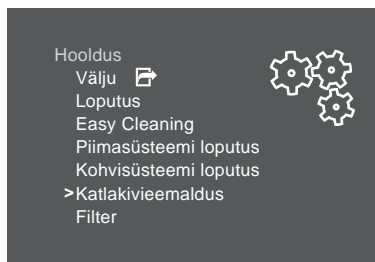 Hooldus
Välju
Loputus
Easy Cleaning
Piimasüsteemi loputus
Kohvisüsteemi loputus
>Katlakivieemaldus
Filter